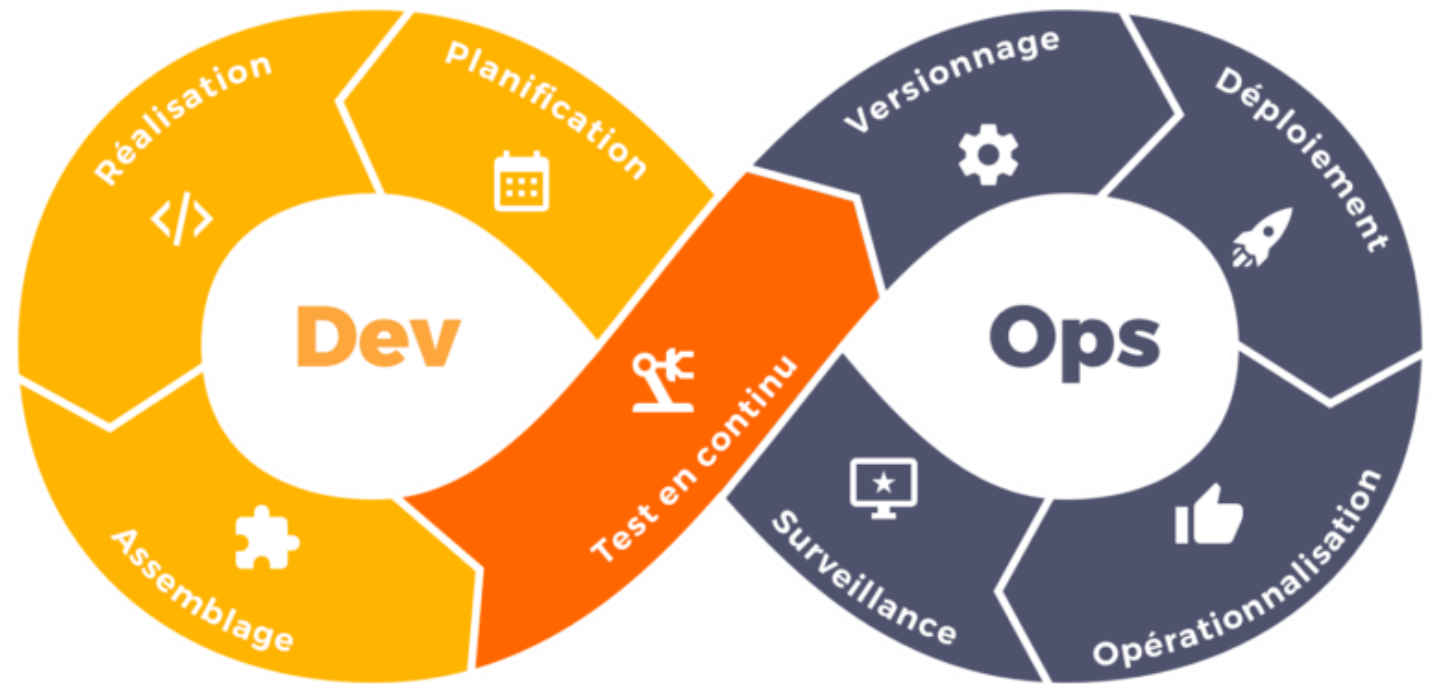 Réalisation
Planification
Versionnage
Déploiement
Dev
Ops
Test en continu
Assemblage
Surveillance
Opérationnalisation